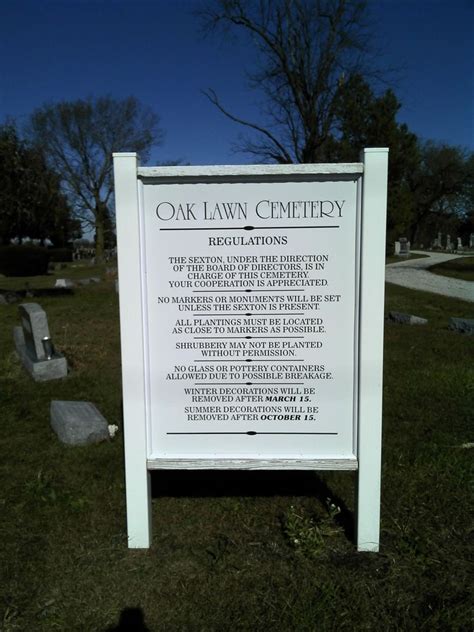 OAK LAWN CEMETERY
REGULATIONS
THE SEXTON, UNDER THE DIRECTION
OF THE BOARD OF DIRECTORS, IS IN
CHARGE OF THIS CEMETERY.
YOUR COOPERATION IS APPRECIATED.
NO MARKERS OR MONUMENTS WILL BE SET
UNLESS THE SEXTON IS PRESENT.
ALL PLANTINGS MUST BE LOCATED
AS CLOSE TO MARKERS AS POSSIBLE.
SHRUBBERY MAY NOT BE PLANTED
WITHOUT PERMISSION.
NO GLASS OR POTTERY CONTAINERS
ALLOWED DUE TO POSSIBLE BREAKAGE.
WINTER DECORATIONS WILL BE
REMOVED AFTER MARCH 15.
SUMMER DECORATIONS WILL BE
REMOVED AFTER OCTOBER 15.